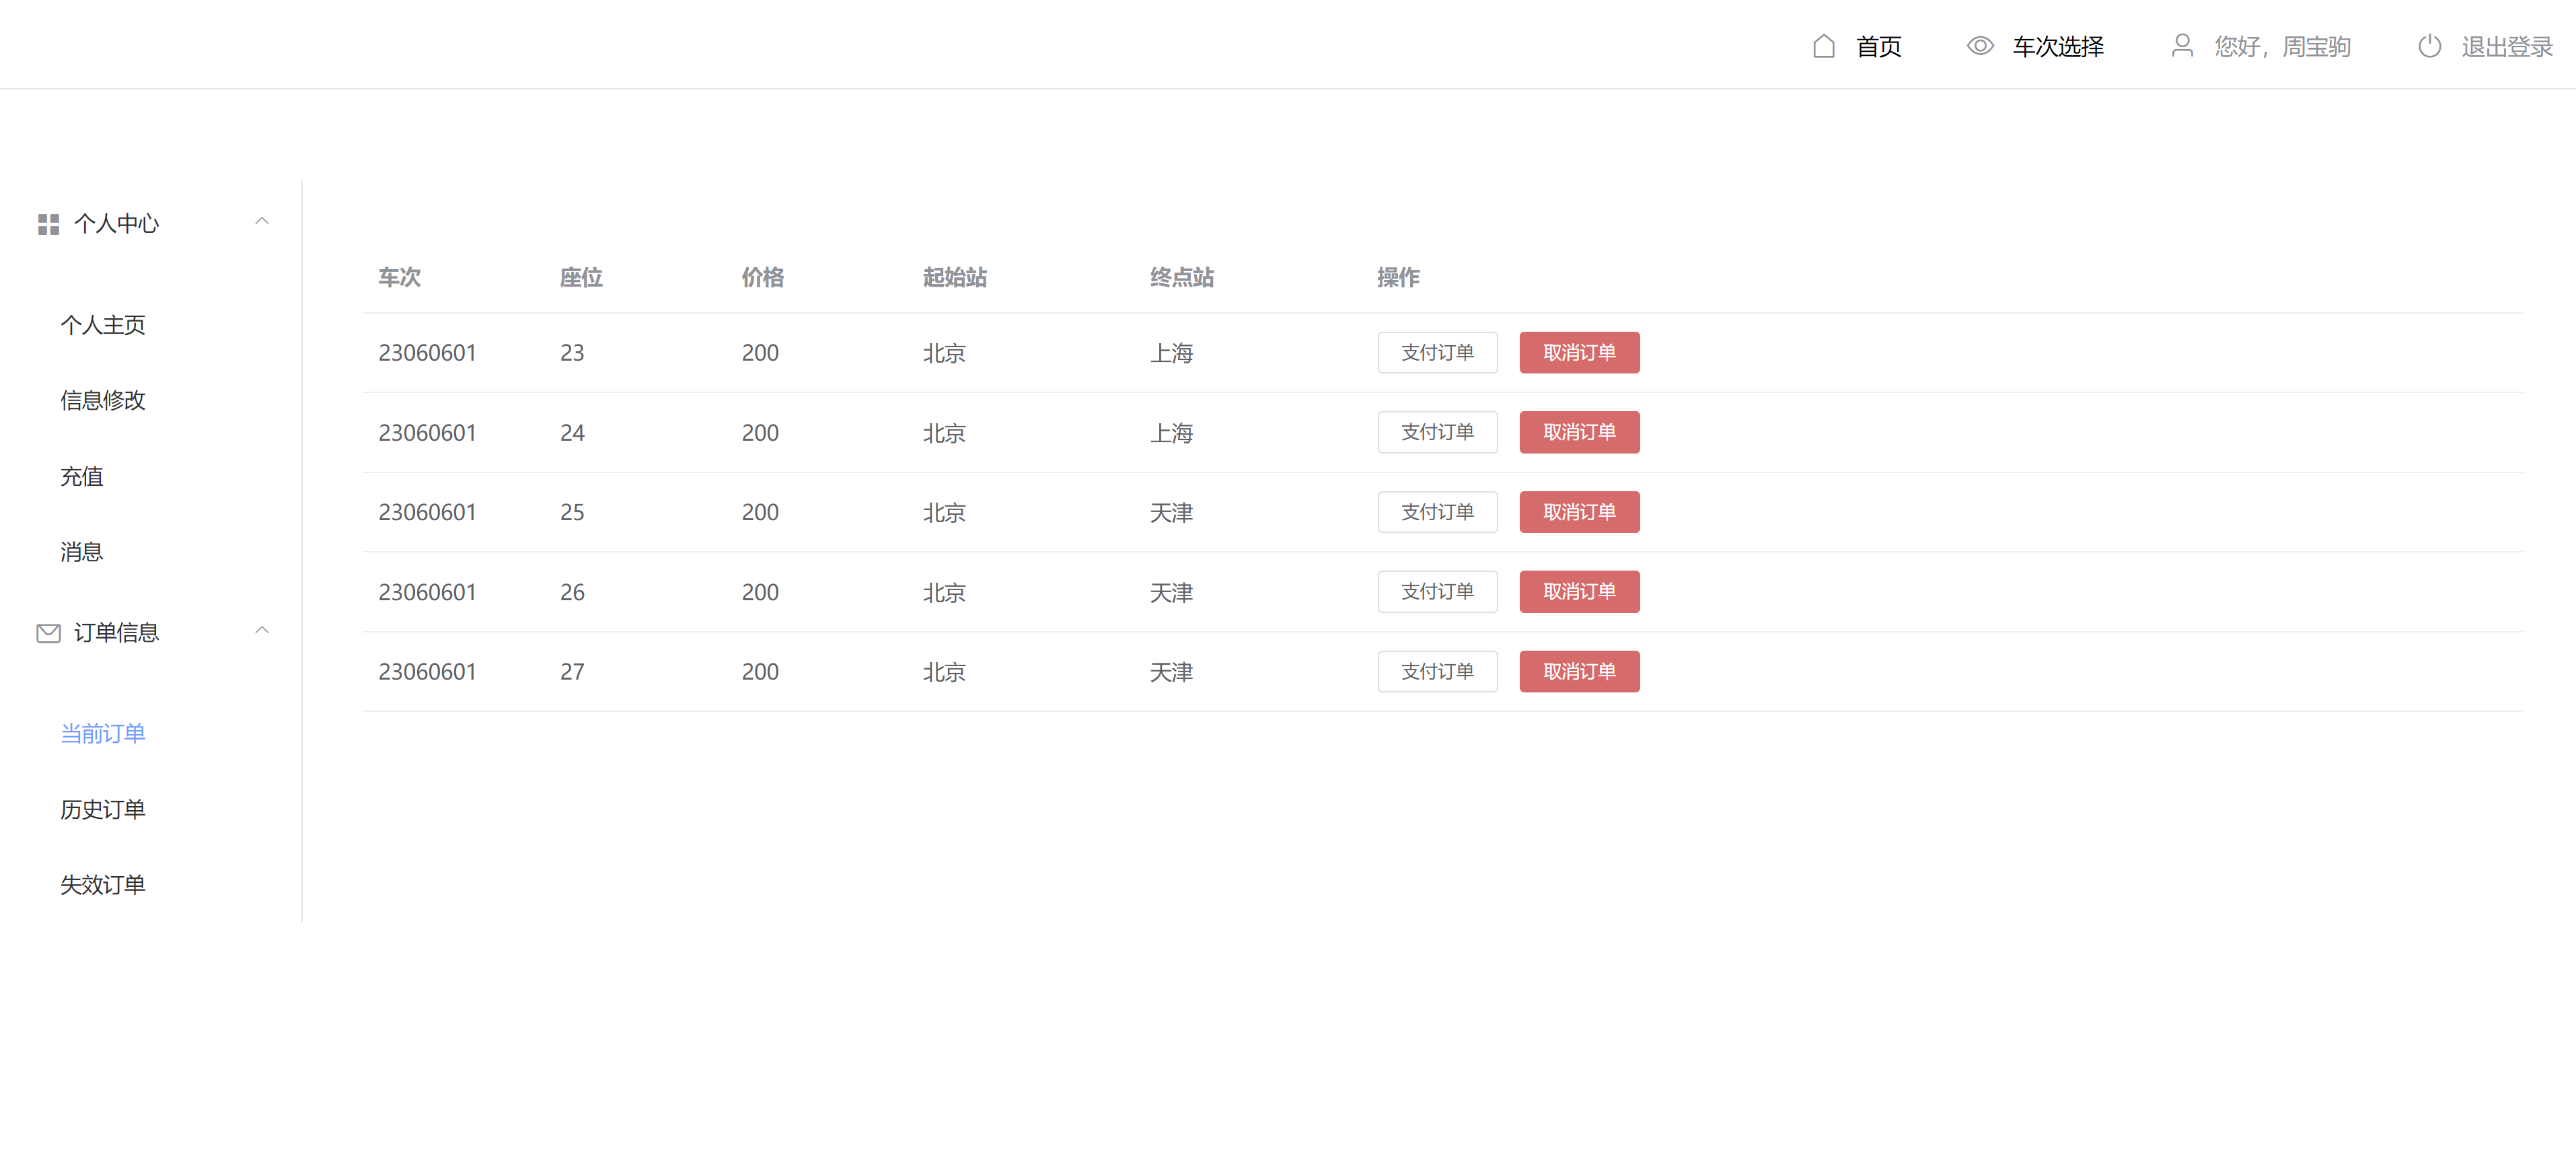 首页 车次选择 您好，周宝驹 退出登录
个人中心
个人主页
信息修改
充值
消息
订单信息
当前订单
历史订单
失效订单
车次 座位 价格 起始站 终点站 操作
23060601 23 200 北京 上海 支付订单 取消订单
23060601 24 200 北京 上海 支付订单 取消订单
23060601 25 200 北京 天津 支付订单 取消订单
23060601 26 200 北京 天津 支付订单 取消订单
23060601 27 200 北京 天津 支付订单 取消订单